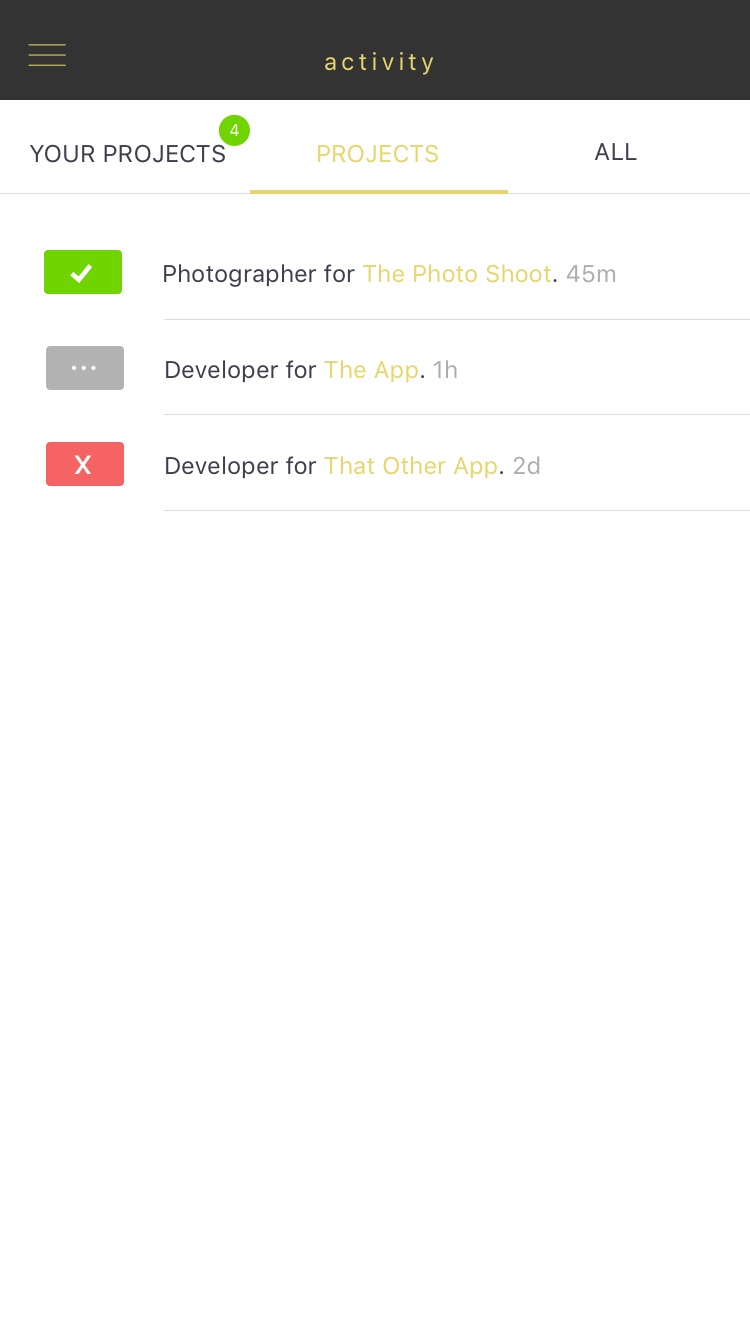 activity
YOUR PROJECTS
4
PROJECTS
ALL
Photographer for The Photo Shoot. 45m
... Developer for The App. 1h
X Developer for That Other App. 2d